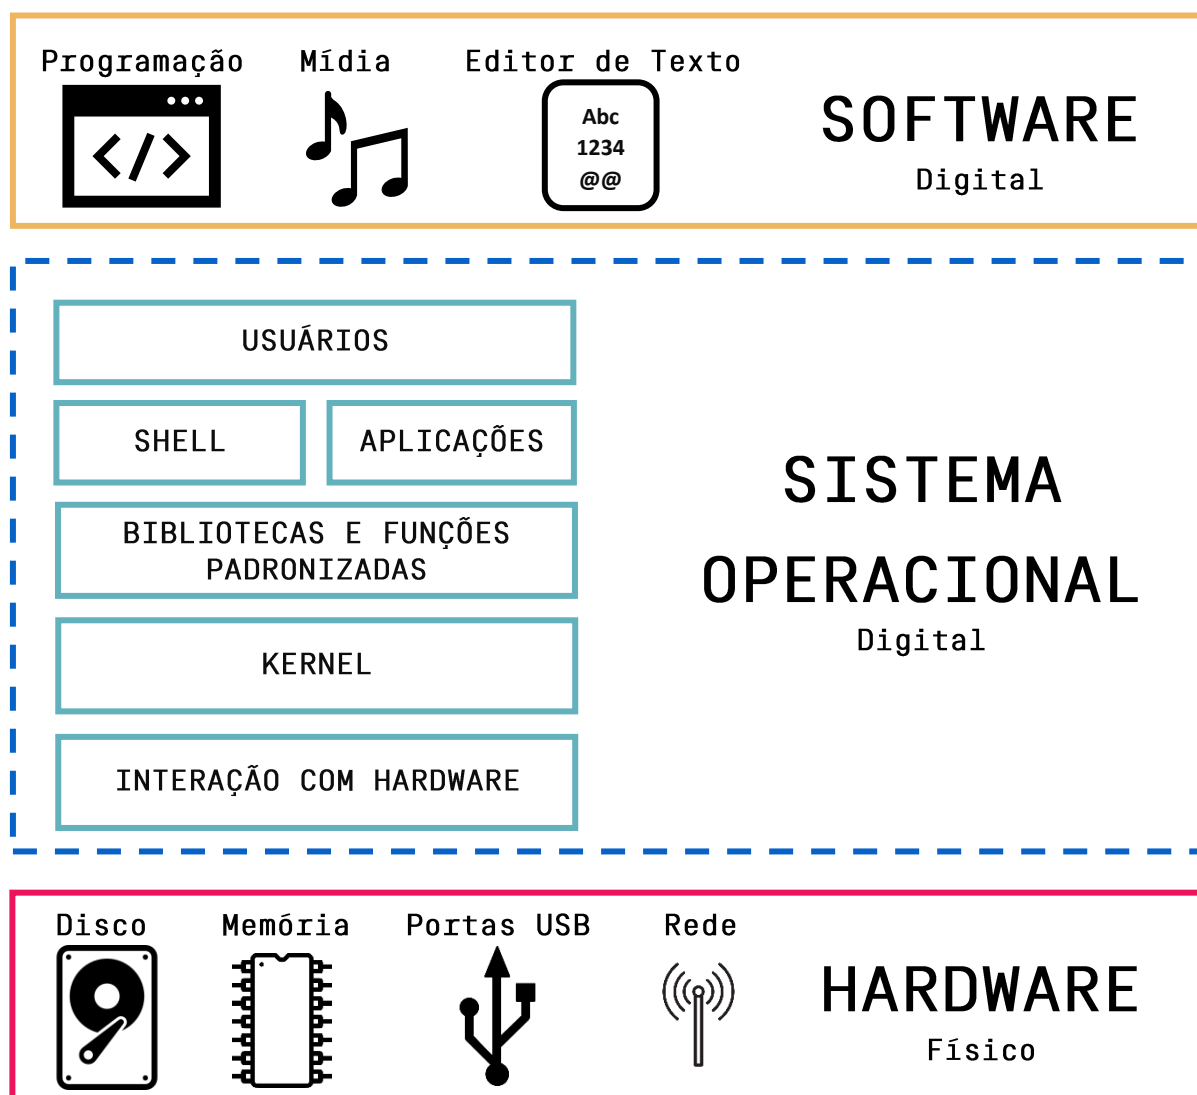 Programação
Mídia
Editor de Texto
</>
Abc
1234
@@
SOFTWARE
Digital
USUÁRIOS
SHELL
APLICAÇÕES
BIBLIOTECAS E FUNÇÕES
PADRONIZADAS
KERNEL
INTERAÇÃO COM HARDWARE
SISTEMA
OPERACIONAL
Digital
Disco
Memória
Portas USB
Rede
HARDWARE
Físico